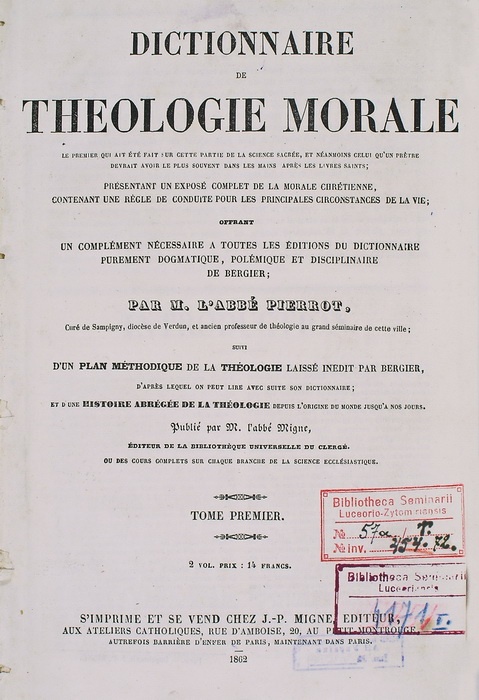 DICTIONNAIRE
DE
THEOLOGIE MORALE
LE PREMIER QUI AIT ÉTÉ FAIT SUR CETTE PARTIE DE LA SCIENCE SACRÉE, ET NÉANMOINS CELUI QU'UN PRÊTRE
DEVRAIT AVOIR LE PLUS SOUVENT DANS LES MAINS APRÈS LES LIVRES SAINTS;
PRÉSENTANT UN EXPOSÉ COMPLET DE LA MORALE CHRÉTIENNE,
CONTENANT UNE RÈGLE DE CONDUITE POUR LES PRINCIPALES CIRCONSTANCES DE LA VIE;
OFFRANT
UN COMPLÉMENT NÉCESSAIRE A TOUTES LES ÉDITIONS DU DICTIONNAIRE
PUREMENT DOGMATIQUE, POLÉMIQUE ET DISCIPLINAIRE
DE BERGIER;
PAR M. L'ABBÉ PIERROT,
Curé de Sampigny, diocèse de Verdun, et ancien professeur de théologie au grand séminaire de cette ville;
SUIVI
D'UN PLAN MÉTHODIQUE DE LA THÉOLOGIE LAISSÉ INEDIT PAR BERGIER,
D'APRÈS LEQUEL ON PEUT LIRE AVEC SUITE SON DICTIONNAIRE;
ET D'UNE HISTOIRE ABRÉGÉE DE LA THÉOLOGIE DEPUIS L'ORIGINE DU MONDE JUSQU'A NOS JOURS.
Publié par M. l'abbé Migne,
ÉDITEUR DE LA BIBLIOTHÈQUE UNIVERSELLE DU CLERGÉ.
OU DES COURS COMPLETS SUR CHAQUE BRANCHE DE LA SCIENCE ECCLÉSIASTIQUE.
TOME PREMIER.
Bibliotheca Seminarii
Luceorio-Zytomiriensis
№ 57a
№ inv.
2 VOL. PRIX : 14 FRANCS.
Bibliotheca Seminarii
Luceoriensis
S'IMPRIME ET SE VEND CHEZ J.-P. MIGNE, EDITEUR,
AUX ATELIERS CATHOLIQUES, RUE D'AMBOISE, 20, AU PETIT-MONTROUGE,
AUTREFOIS BARRIÈRE D'ENFER DE PARIS, MAINTENANT DANS PARIS.
1862